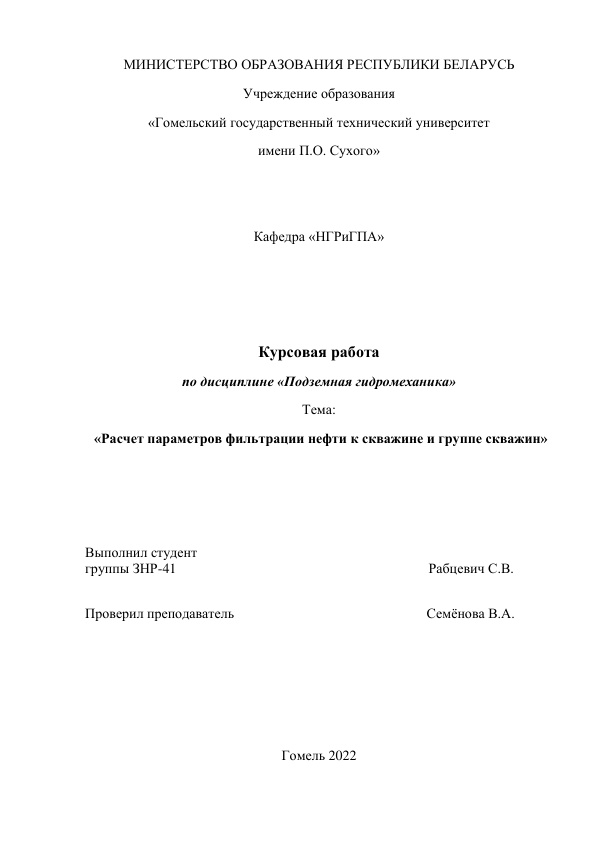 МИНИСТЕРСТВО ОБРАЗОВАНИЯ РЕСПУБЛИКИ БЕЛАРУСЬ
Учреждение образования
«Гомельский государственный технический университет
имени П.О. Сухого»
Кафедра «НГРиГПА»
Курсовая работа
по дисциплине «Подземная гидромеханика»
Тема:
«Расчет параметров фильтрации нефти к скважине и группе скважин»
Выполнил студент
группы ЗНР-41 Рабцевич С.В.
Проверил преподаватель Семёнова В.А.
Гомель 2022